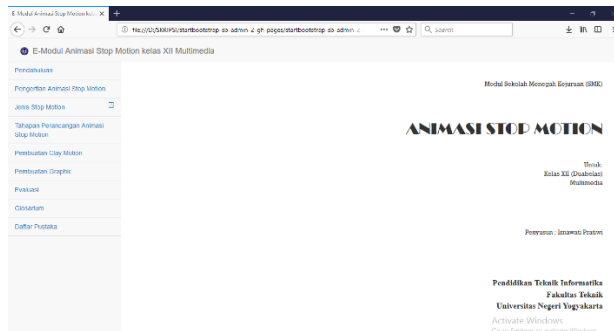 E-Modul Animasi Stop Motion kel
file:///D:/SKRIPSI/startbootstrap-sb-admin-2-gh-pages/startbootstrap-sb-admin-2
Search
E-Modul Animasi Stop Motion kelas XII Multimedia
Pendahuluan
Pengertian Animasi Stop Motion
Jenis Stop Motion
Tahapan Perancangan Animasi
Stop Motion
Pembuatan Clay Motion
Pembuatan Graphic
Evaluasi
Glosarium
Daftar Pustaka
Modul Sekolah Menegah Kejuruan (SMK)
ANIMASI STOP MOTION
Untuk
Kelas XII (Duabelas)
Multimedia
Penyusun : Isnawati Pratiwi
Pendidikan Teknik Informatika
Fakultas Teknik
Universitas Negeri Yogyakarta
Activate Windows